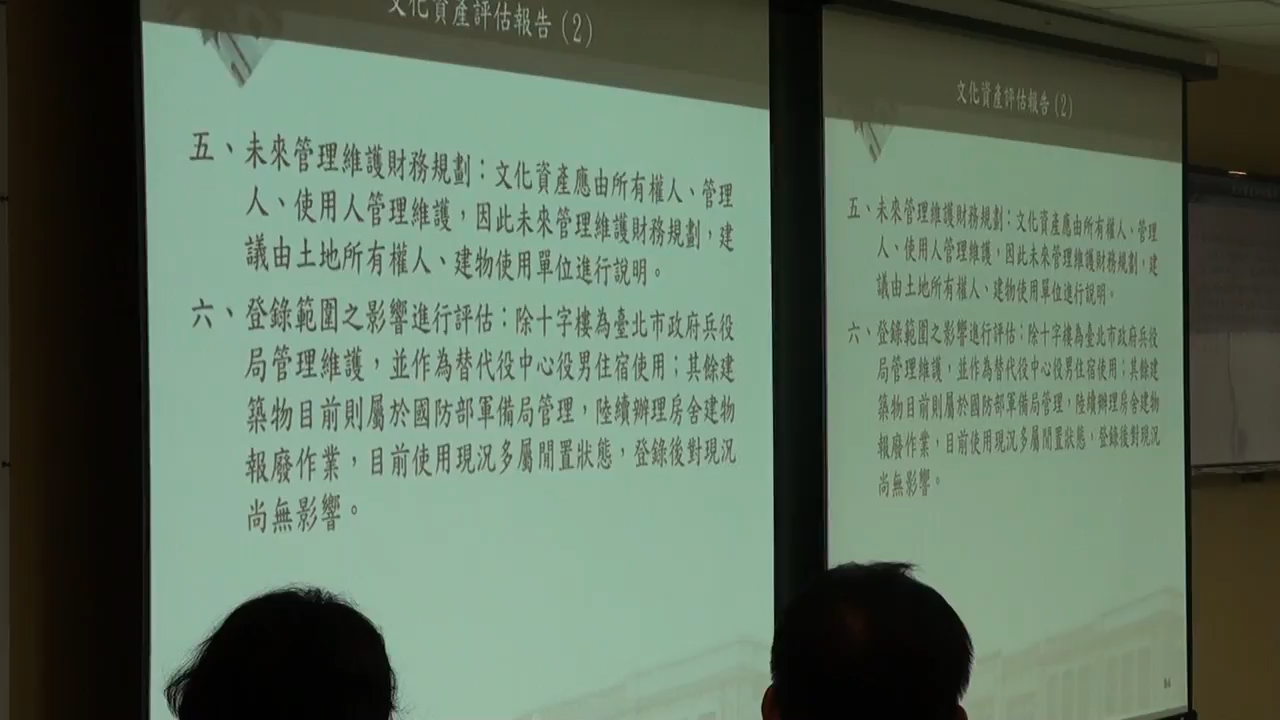 文化資產評估報告(2)
五、未來管理維護財務規劃：文化資產應由所有權人、管理
人、使用人管理維護，因此未來管理維護財務規劃，建
議由土地所有權人、建物使用單位進行說明。
六、登錄範圍之影響進行評估：除十字樓為臺北市政府兵役
局管理維護，並作為替代役中心役男住宿使用；其餘建
築物目前則屬於國防部軍備局管理，陸續辦理房舍建物
報廢作業，目前使用現況多屬閒置狀態，登錄後對現況
尚無影響。
文化資產評估報告(2)
五、未來管理維護財務規劃：文化資產應由所有權人、管理
人、使用人管理維護，因此未來管理維護財務規劃，建
議由土地所有權人、建物使用單位進行說明。
六、登錄範圍之影響進行評估：除十字樓為臺北市政府兵役
局管理維護，並作為替代役中心役男住宿使用；其餘建
築物目前則屬於國防部軍備局管理，陸續辦理房舍建物
報廢作業，目前使用現況多屬閒置狀態，登錄後對現況
尚無影響。